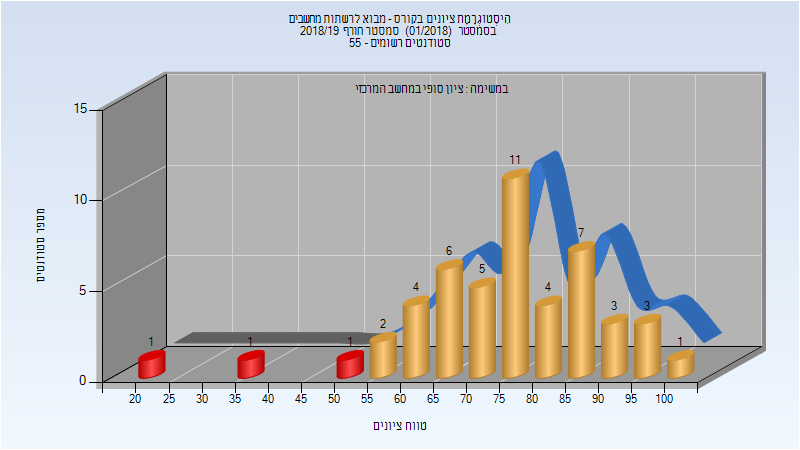 היסטוגרמת ציונים בקורס - מבוא לרשתות מחשבים
בסמסטר (01/2018) סמסטר חורף 2018/19
סטודנטים רשומים - 55
במשימה : ציון סופי במחשב המרכזי
מספר סטודנטים
15
10
5
0
1
1
1
2
4
6
5
11
4
7
3
3
1
20 25 30 35 40 45 50 55 60 65 70 75 80 85 90 95 100
טווח ציונים